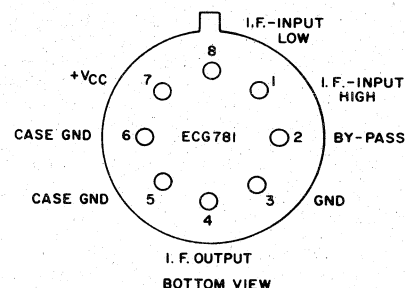 I.F.-INPUT
LOW
8
+VCC
7
1
I.F.-INPUT
HIGH
CASE GND
6
ECG781
2
BY-PASS
CASE GND
5
4
3
GND
I.F. OUTPUT
BOTTOM VIEW